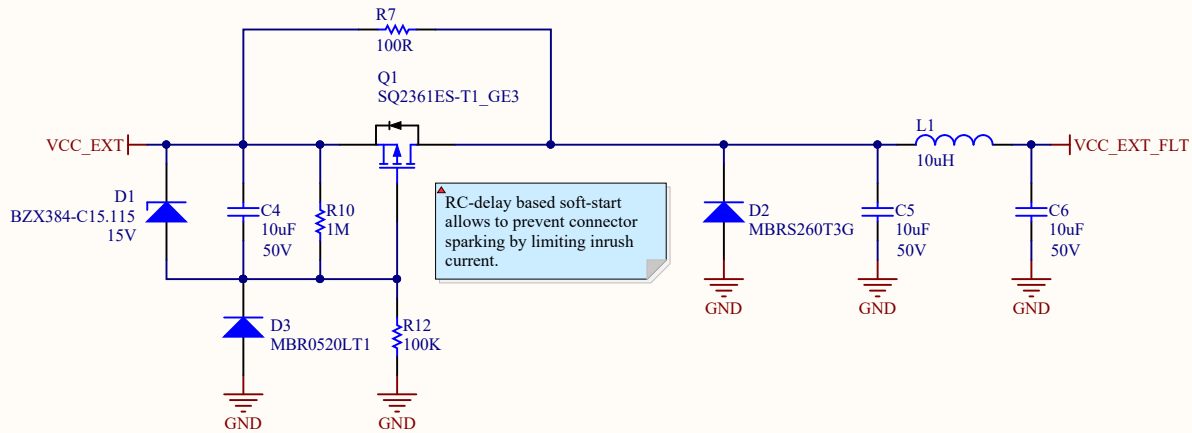 R7
100R
Q1
SQ2361ES-T1_GE3
VCC_EXT
L1
10uH
VCC_EXT_FLT
D1
BZX384-C15.115
15V
C4
10uF
50V
R10
1M
RC-delay based soft-start
allows to prevent connector
sparking by limiting inrush
current.
D2
MBRS260T3G
C5
10uF
50V
C6
10uF
50V
GND
GND
GND
D3
MBR0520LT1
R12
100K
GND
GND